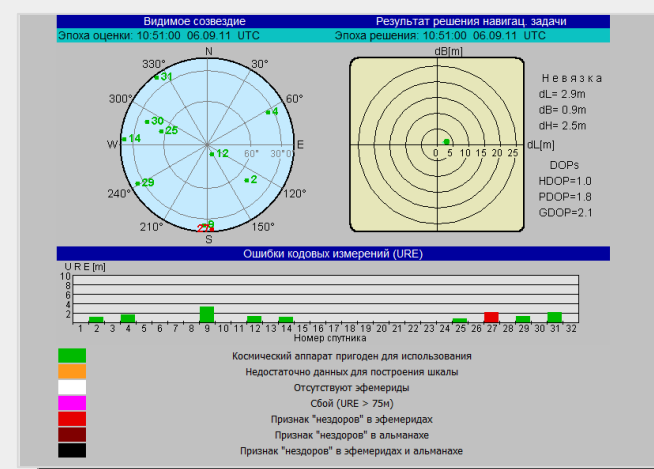 Видимое созвездие
Результат решения навигац. задачи
Эпоха оценки: 10:51:00 06.09.11 UTC
Эпоха решения: 10:51:00 06.09.11 UTC
N
330°
30°
31
300°
60°
30
4
25
14
W
12
60°
30°
0°
E
29
2
240°
120°
9
27
210°
150°
S
dB[m]
0 5 10 15 20 25
dL[m]
Невязка
dL= 2.9m
dB= 0.9m
dH= 2.5m
DOPs
HDOP=1.0
PDOP=1.8
GDOP=2.1
Ошибки кодовых измерений (URE)
URE[m]
10
8
6
4
2
1 2 3 4 5 6 7 8 9 10 11 12 13 14 15 16 17 18 19 20 21 22 23 24 25 26 27 28 29 30 31 32
Номер спутника
Космический аппарат пригоден для использования
Недостаточно данных для построения шкалы
Отсутствуют эфемериды
Сбой (URE > 75м)
Признак "нездоров" в эфемеридах
Признак "нездоров" в альманахе
Признак "нездоров" в эфемеридах и альманахе